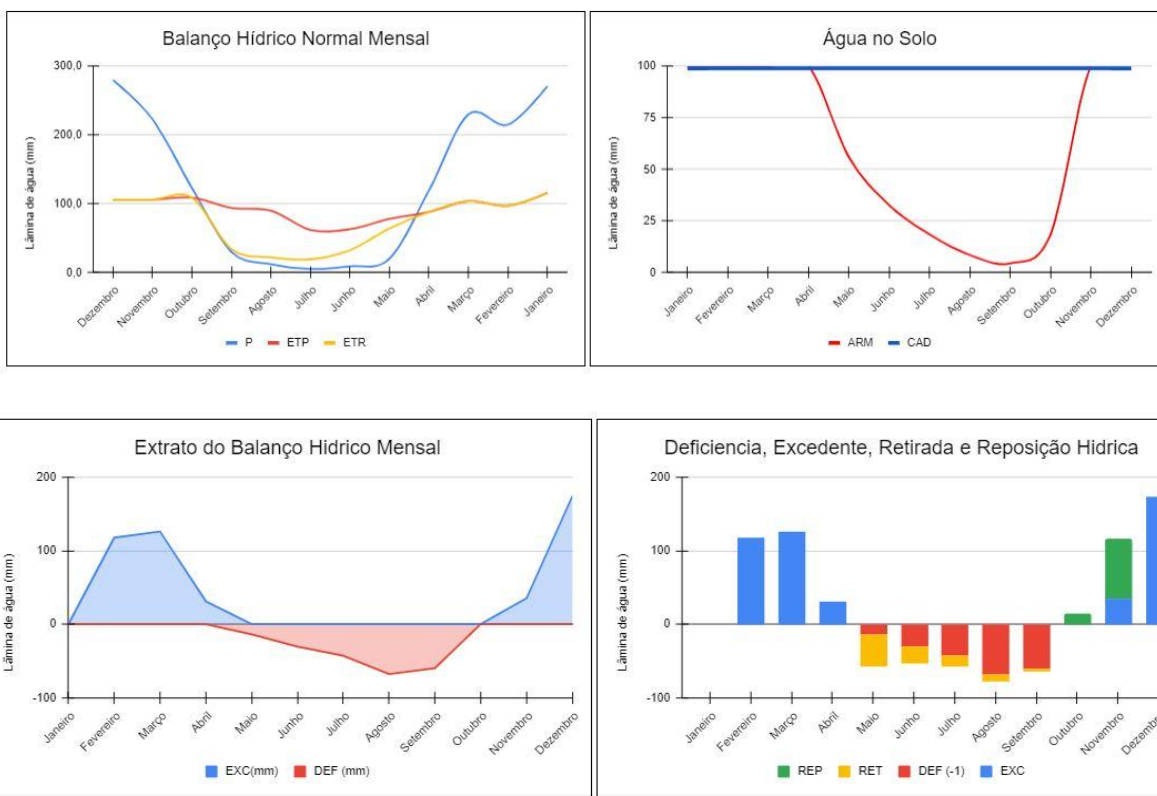 Balanço Hídrico Normal Mensal
Lâmina de água (mm)
300,0
200,0
100,0
0,0
Dezembro
Novembro
Outubro
Setembro
Agosto
Julho
Junho
Maio
Abril
Março
Fevereiro
Janeiro
P ETP ETR
Água no Solo
Lâmina de água (mm)
100
75
50
25
0
Janeiro
Fevereiro
Março
Abril
Maio
Junho
Julho
Agosto
Setembro
Outubro
Novembro
Dezembro
ARM CAD
Extrato do Balanço Hidrico Mensal
Lâmina de água (mm)
200
100
0
-100
Janeiro
Fevereiro
Março
Abril
Maio
Junho
Julho
Agosto
Setembro
Outubro
Novembro
Dezembro
EXC(mm) DEF (mm)
Deficiencia, Excedente, Retirada e Reposição Hidrica
Lâmina de água (mm)
200
100
0
-100
Janeiro
Fevereiro
Março
Abril
Maio
Junho
Julho
Agosto
Setembro
Outubro
Novembro
Dezembro
REP RET DEF (-1) EXC